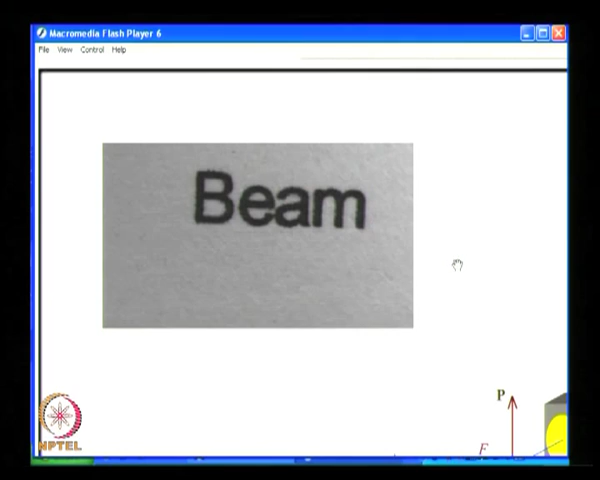 Macromedia Flash Player 6
File View Control Help
Beam
P
F
NPTEL